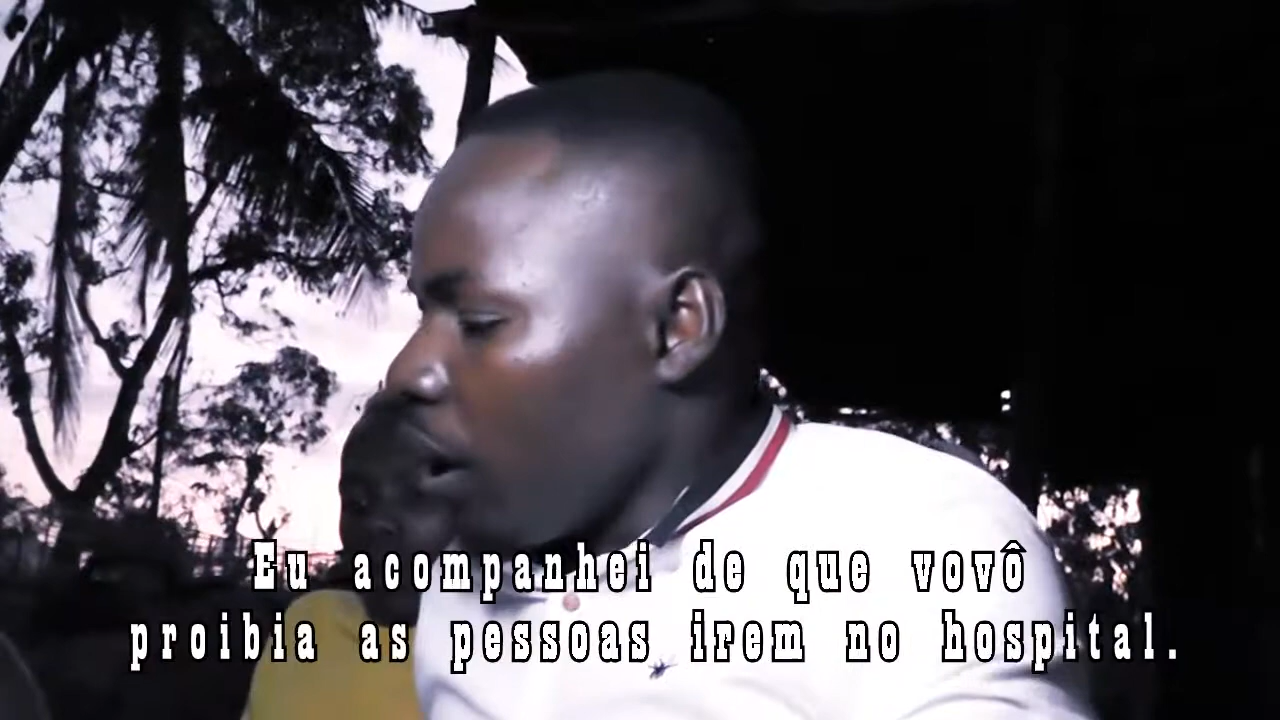 Eu acompanhei de que vovô
proibia as pessoas irem no hospital.